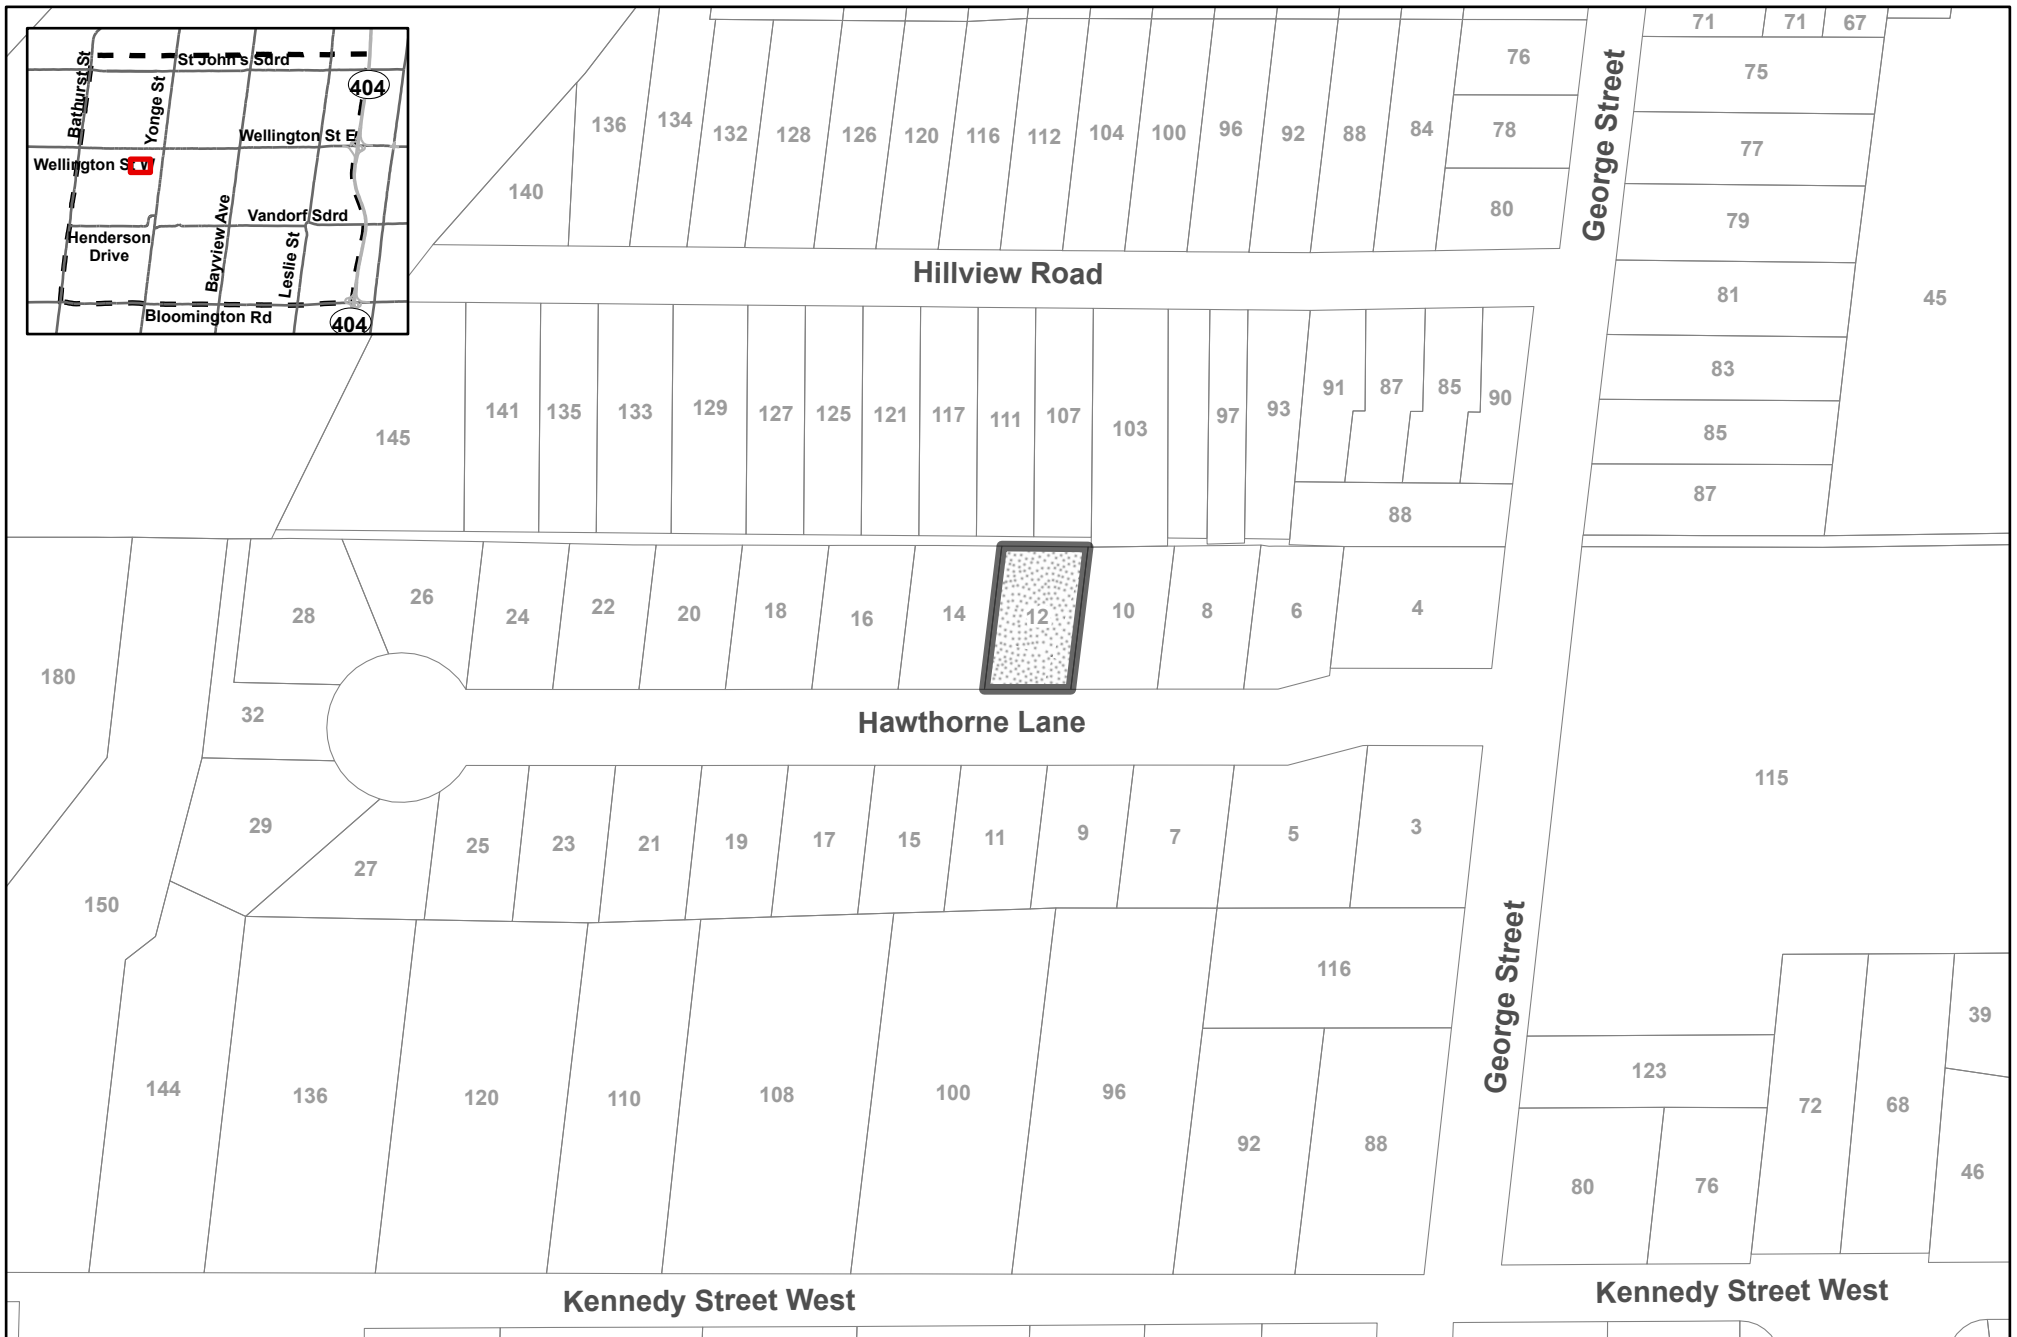 St John's Sdrd
Bathurst St
Yonge St
404
Wellington St E
Wellington St W
Vandorf Sdrd
Henderson
Drive
Bayview Ave
Leslie St
Bloomington Rd
404
71 71 67
76
75
136 134 132 128 126 120 116 112 104 100 96 92 88 84 78
77
140
80
79
George Street
Hillview Road
81
45
83
91 87 85 90
141 135 133 129 127 125 121 117 111 107 103 97 93
145
85
87
88
28 26 24 22 20 18 16 14 12 10 8 6 4
180
32
Hawthorne Lane
115
29
27 25 23 21 19 17 15 11 9 7 5 3
150
116
George Street
39
123
144 136 120 110 108 100 96
72 68
92 88
80 76
46
Kennedy Street West
Kennedy Street West